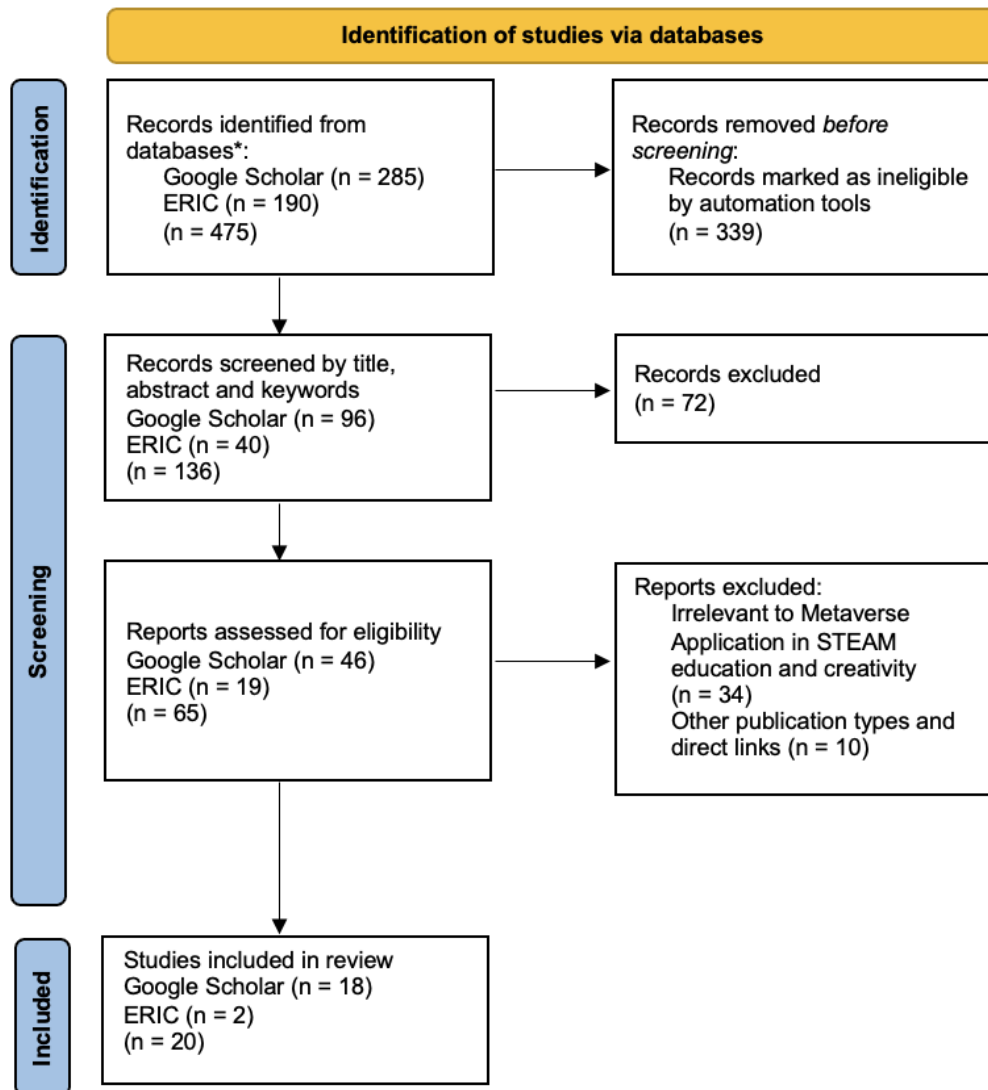 Identification of studies via databases
Identification
Records identified from
databases*:
Google Scholar (n = 285)
ERIC (n = 190)
(n = 475)
Records removed before
screening:
Records marked as ineligible
by automation tools
(n = 339)
Screening
Records screened by title,
abstract and keywords
Google Scholar (n = 96)
ERIC (n = 40)
(n = 136)
Records excluded
(n = 72)
Reports assessed for eligibility
Google Scholar (n = 46)
ERIC (n = 19)
(n = 65)
Reports excluded:
Irrelevant to Metaverse
Application in STEAM
education and creativity
(n = 34)
Other publication types and
direct links (n = 10)
Included
Studies included in review
Google Scholar (n = 18)
ERIC (n = 2)
(n = 20)